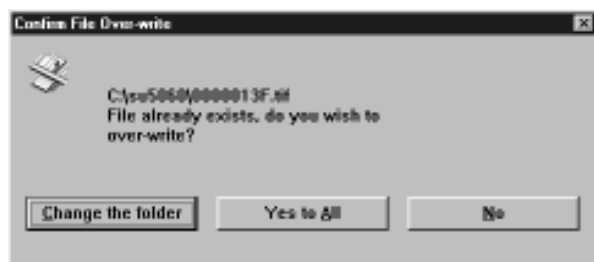 Confirm File Over-write
C:\su5060\0000013F.tif
File already exists, do you wish to
over-write?
Change the folder
Yes to All
No